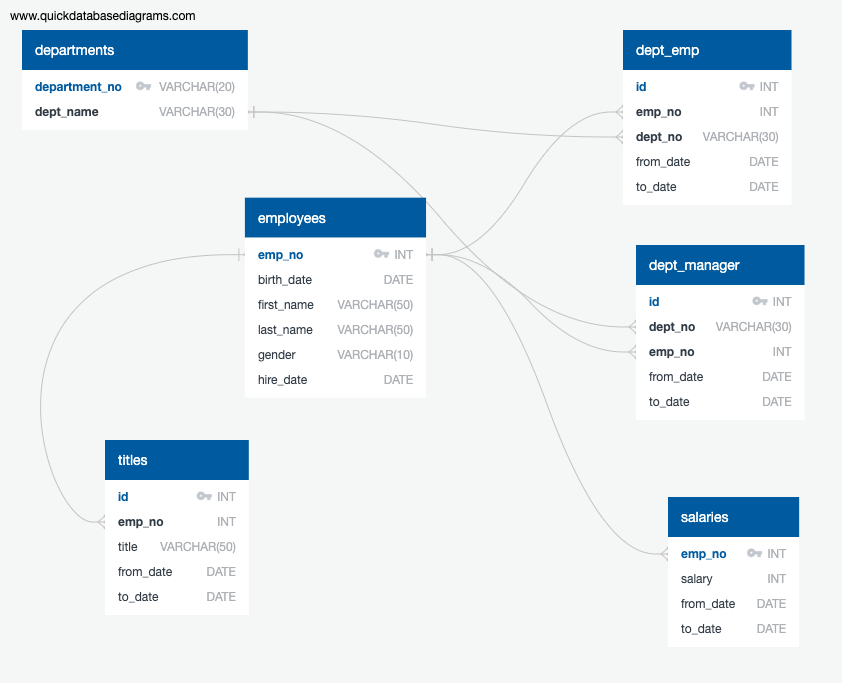 www.quickdatabasediagrams.com
departments
department_no VARCHAR(20)
dept_name VARCHAR(30)
dept_emp
id INT
emp_no INT
dept_no VARCHAR(30)
from_date DATE
to_date DATE
employees
emp_no INT
birth_date DATE
first_name VARCHAR(50)
last_name VARCHAR(50)
gender VARCHAR(10)
hire_date DATE
dept_manager
id INT
dept_no VARCHAR(30)
emp_no INT
from_date DATE
to_date DATE
titles
id INT
emp_no INT
title VARCHAR(50)
from_date DATE
to_date DATE
salaries
emp_no INT
salary INT
from_date DATE
to_date DATE